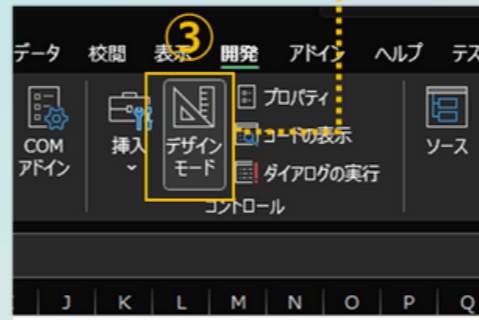 ③
データ 校閲 表示 開発 アドイン ヘルプ テス
COM
アドイン
挿入
デザイン
モード
プロパティ
コードの表示
ダイアログの実行
コントロール
ソース
J K L M N O P Q